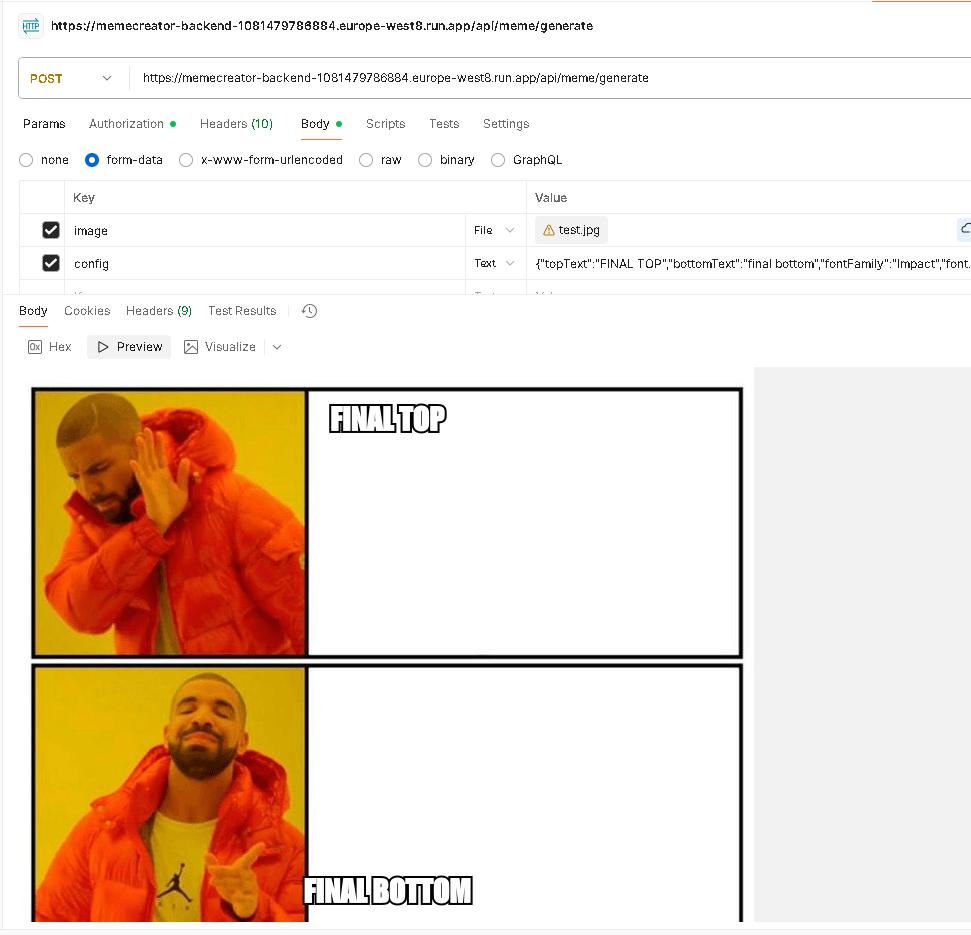 HTTP https://memecreator-backend-1081479786884.europe-west8.run.app/api/meme/generate
POST https://memecreator-backend-1081479786884.europe-west8.run.app/api/meme/generate
Params Authorization Headers (10) Body Scripts Tests Settings
none form-data x-www-form-urlencoded raw binary GraphQL
Key Value
image File test.jpg
config Text {"topText":"FINAL TOP","bottomText":"final bottom","fontFamily":"Impact","font.
Body Cookies Headers (9) Test Results
0x Hex Preview Visualize
FINAL TOP
FINAL BOTTOM